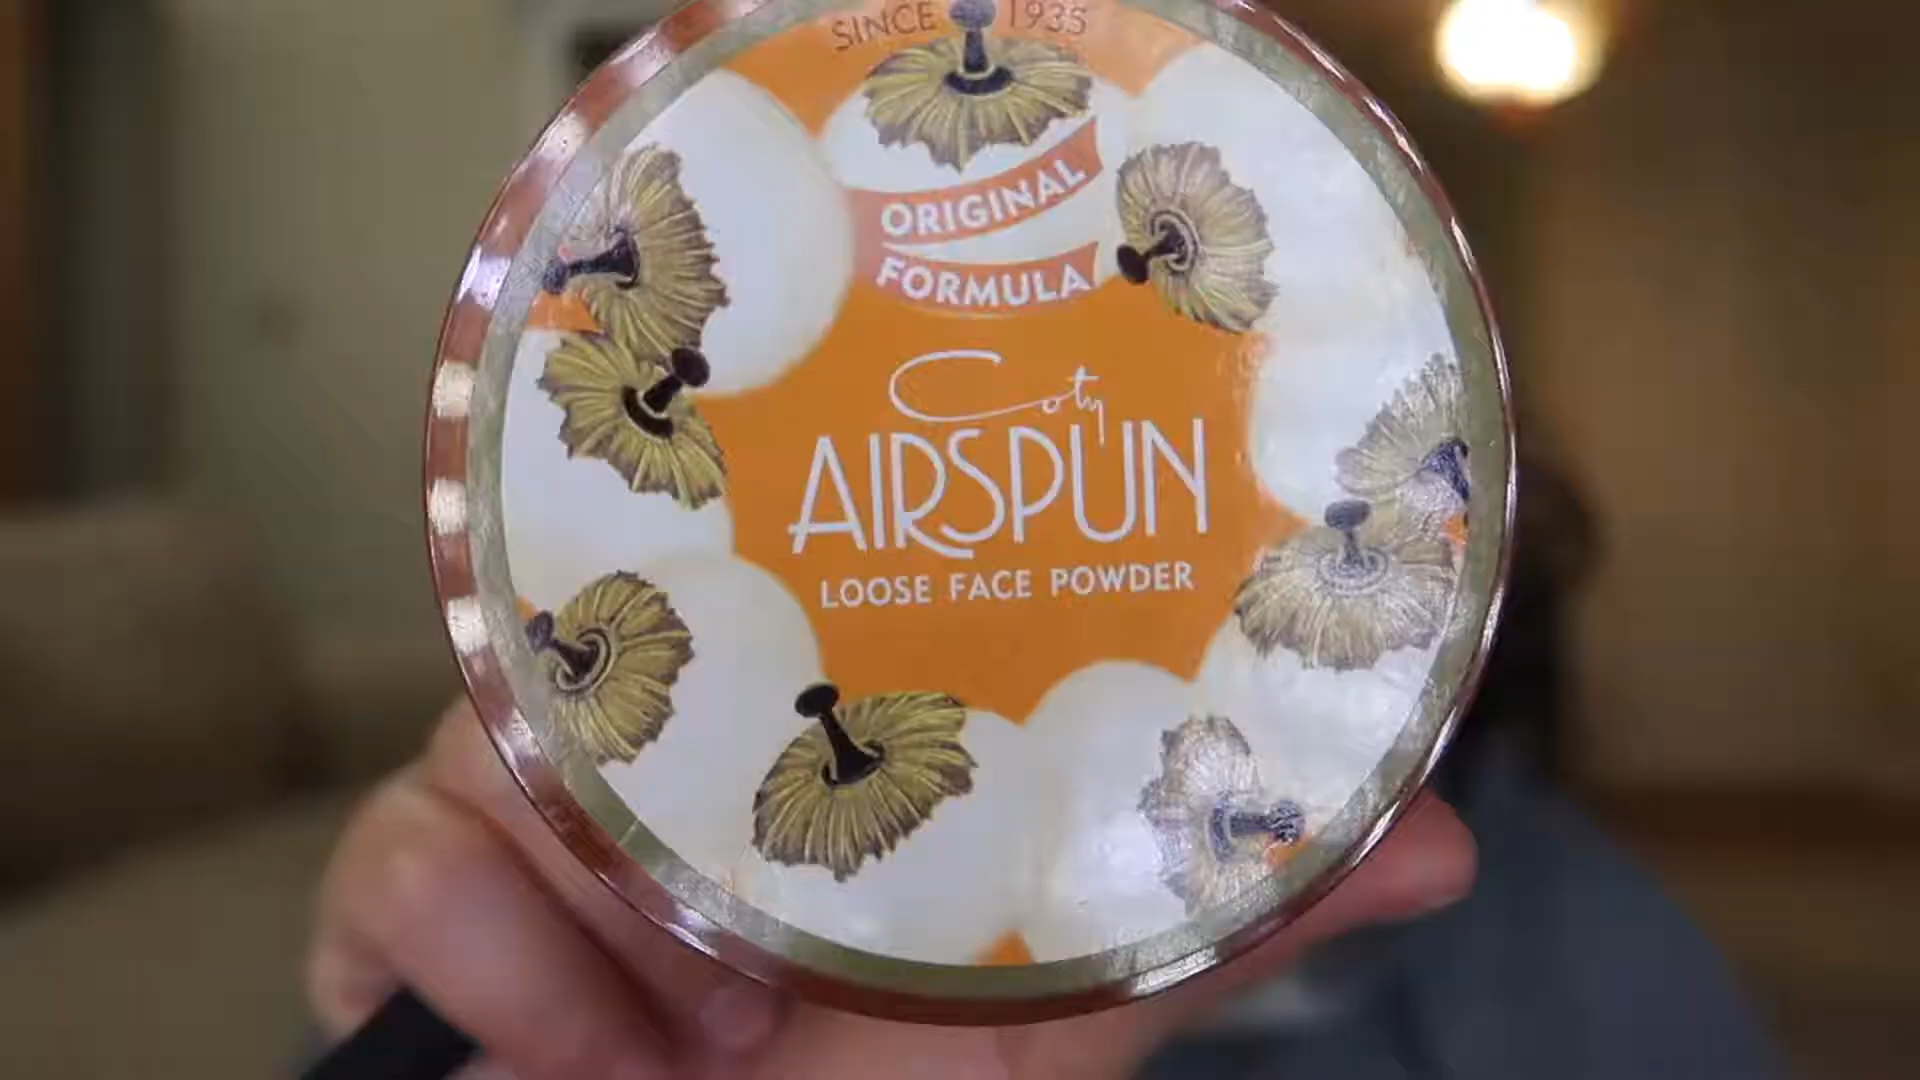 SINCE 1935
ORIGINAL
FORMULA
Coty
AIRSPUN
LOOSE FACE POWDER